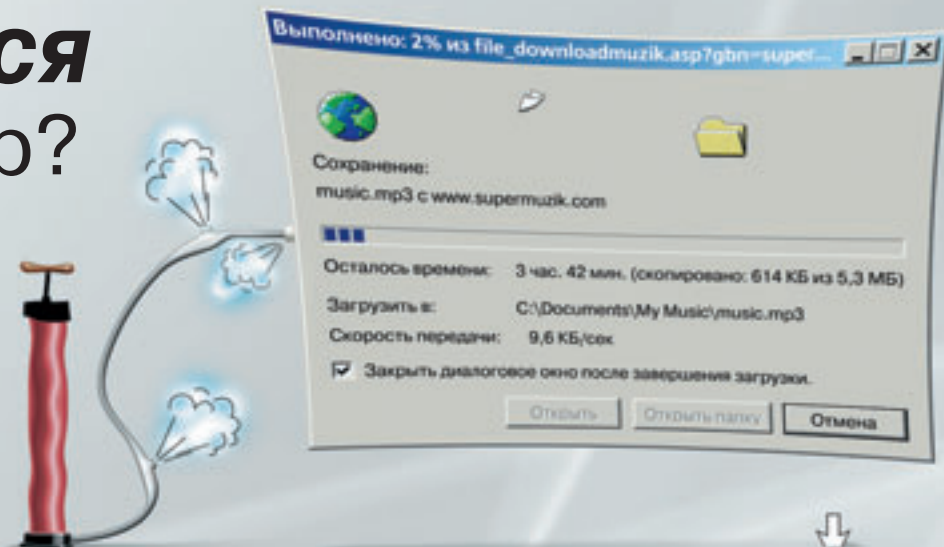 ся
о?
Выполнено: 2% из file_downloadmuzik.asp?gbn=super...
Сохранение:
music.mp3 с www.supermuzik.com
Осталось времени: 3 час. 42 мин. (скопировано: 614 КБ из 5,3 МБ)
Загрузить в: C:\Documents\My Music\music.mp3
Скорость передачи: 9,6 КБ/сек
Закрыть диалоговое окно после завершения загрузки.
Открыть Открыть папку Отмена